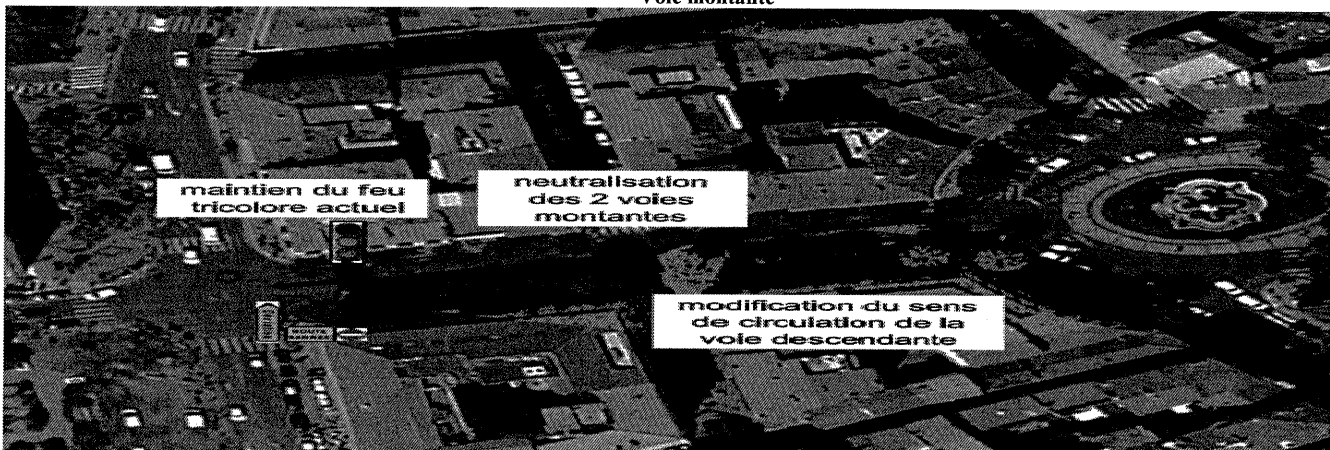 Voie montante
maintien du feu
tricolore actuel
neutralisation
des 2 voies
montantes
modification du sens
de circulation de la
voie descendante